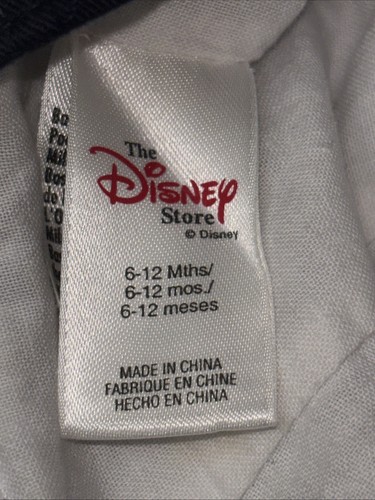 The
Disney
Store
© Disney
6-12 Mths/
6-12 mos./
6-12 meses
MADE IN CHINA
FABRIQUE EN CHINE
HECHO EN CHINA